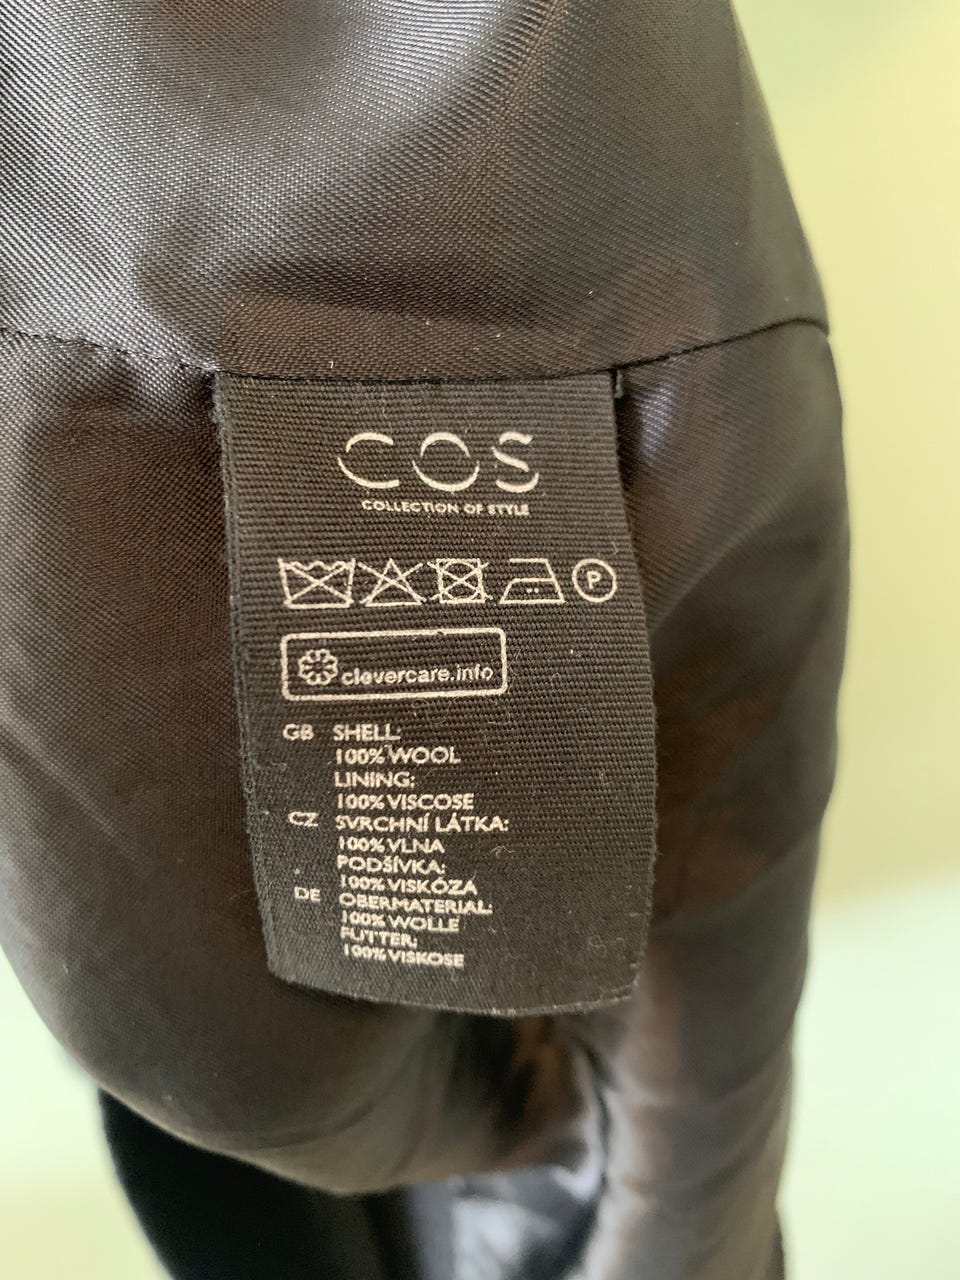 COS
COLLECTION OF STYLE
P
clevercare.info
GB SHELL:
100% WOOL
LINING:
100% VISCOSE
CZ SVRCHNÍ LÁTKA:
100% VLNA
PODŠÍVKA:
100% VISKÓZA
DE OBERMATERIAL:
100% WOLLE
FUTTER:
100% VISKOSE